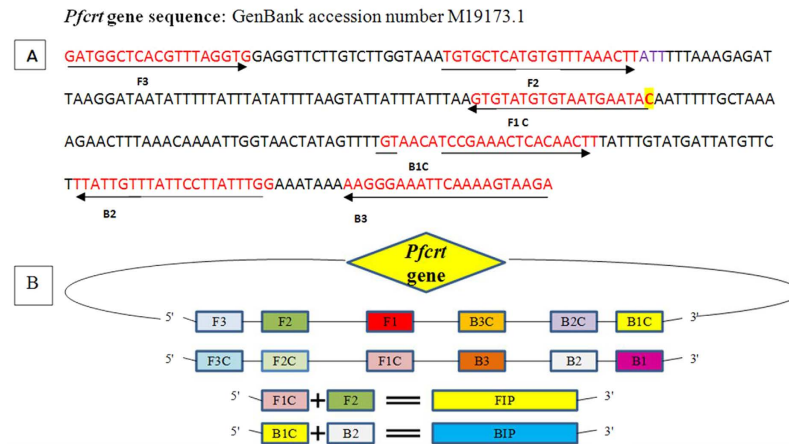 Pfcrt gene sequence: GenBank accession number M19173.1
A
GATGGCTCACGTTTAGGTGGAGGTTCTTGTCTTGGTAAATGTGCTCATGTGTTTAAACTTATTTTTAAAGAGAT
F3 F2
TAAGGATAATATTTTTATTTATATTTTAAGTATTATTTATTTAAGTGTATGTGTAATGAATACAATTTTTGCTAAA
F1 C
AGAACTTTAAACAAAATTGGTAACTATAGTTTTGTAACATCCGAAACTCACAACTTTATTTGTATGATTATGTTC
B1C
TTTATTGTTTATTCCTTATTTGGAAATAAAAAGGGAAATTCAAAAGTAAGA
B2 B3
B
Pfcrt
gene
5' F3 F2 F1 B3C B2C B1C 3'
5' F3C F2C F1C B3 B2 B1 3'
5' F1C + F2 = FIP 3'
5' B1C + B2 = BIP 3'